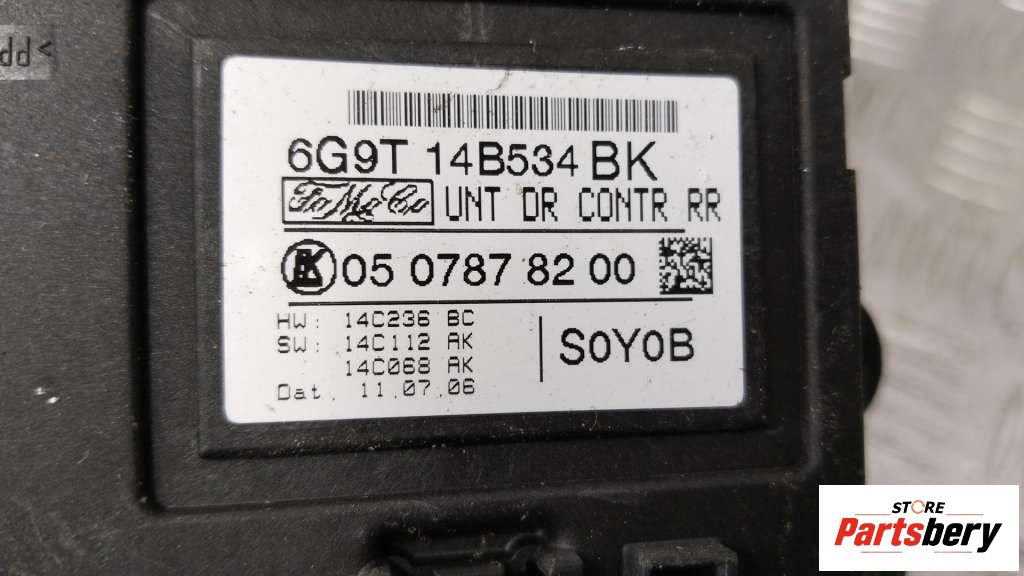 dd<
6G9T 14B534 BK
FoMoCo UNT DR CONTR RR
05 0787 82 00
HW: 14C236 BC
SW: 14C112 AK
14C068 AK
Dat. 11.07.06
S0Y0B
STORE
Partsbery